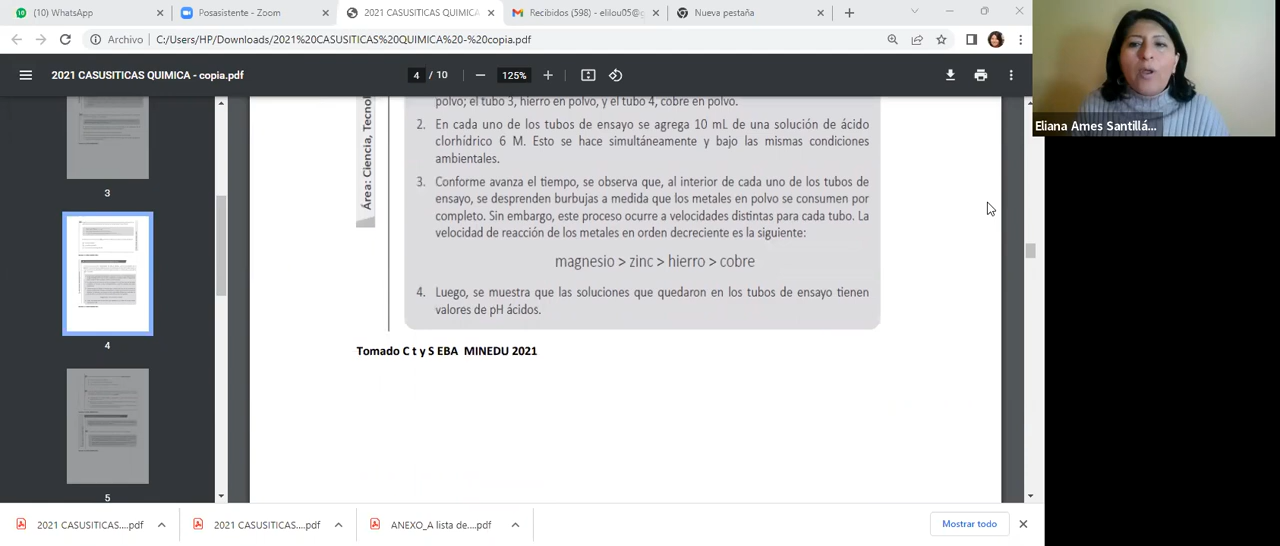 (10) WhatsApp
Posasistente - Zoom
2021 CASUSITICAS QUIMICA
Recibidos (598) - elilou05@g
Nueva pestaña
Archivo
C:/Users/HP/Downloads/2021%20CASUSITICAS%20QUIMICA%20-%20copia.pdf
2021 CASUSITICAS QUIMICA - copia.pdf
4 / 10
125%
3
4
5
Área: Ciencia, Tecnol
polvo; el tubo 3, hierro en polvo, y el tubo 4, cobre en polvo.
2. En cada uno de los tubos de ensayo se agrega 10 mL de una solución de ácido
clorhídrico 6 M. Esto se hace simultáneamente y bajo las mismas condiciones
ambientales.
3. Conforme avanza el tiempo, se observa que, al interior de cada uno de los tubos de
ensayo, se desprenden burbujas a medida que los metales en polvo se consumen por
completo. Sin embargo, este proceso ocurre a velocidades distintas para cada tubo. La
velocidad de reacción de los metales en orden decreciente es la siguiente:
magnesio > zinc > hierro > cobre
4. Luego, se muestra que las soluciones que quedaron en los tubos de ensayo tienen
valores de pH ácidos.
Tomado C t y S EBA MINEDU 2021
Eliana Ames Santillá...
2021 CASUSITICAS....pdf
2021 CASUSITICAS....pdf
ANEXO_A lista de....pdf
Mostrar todo